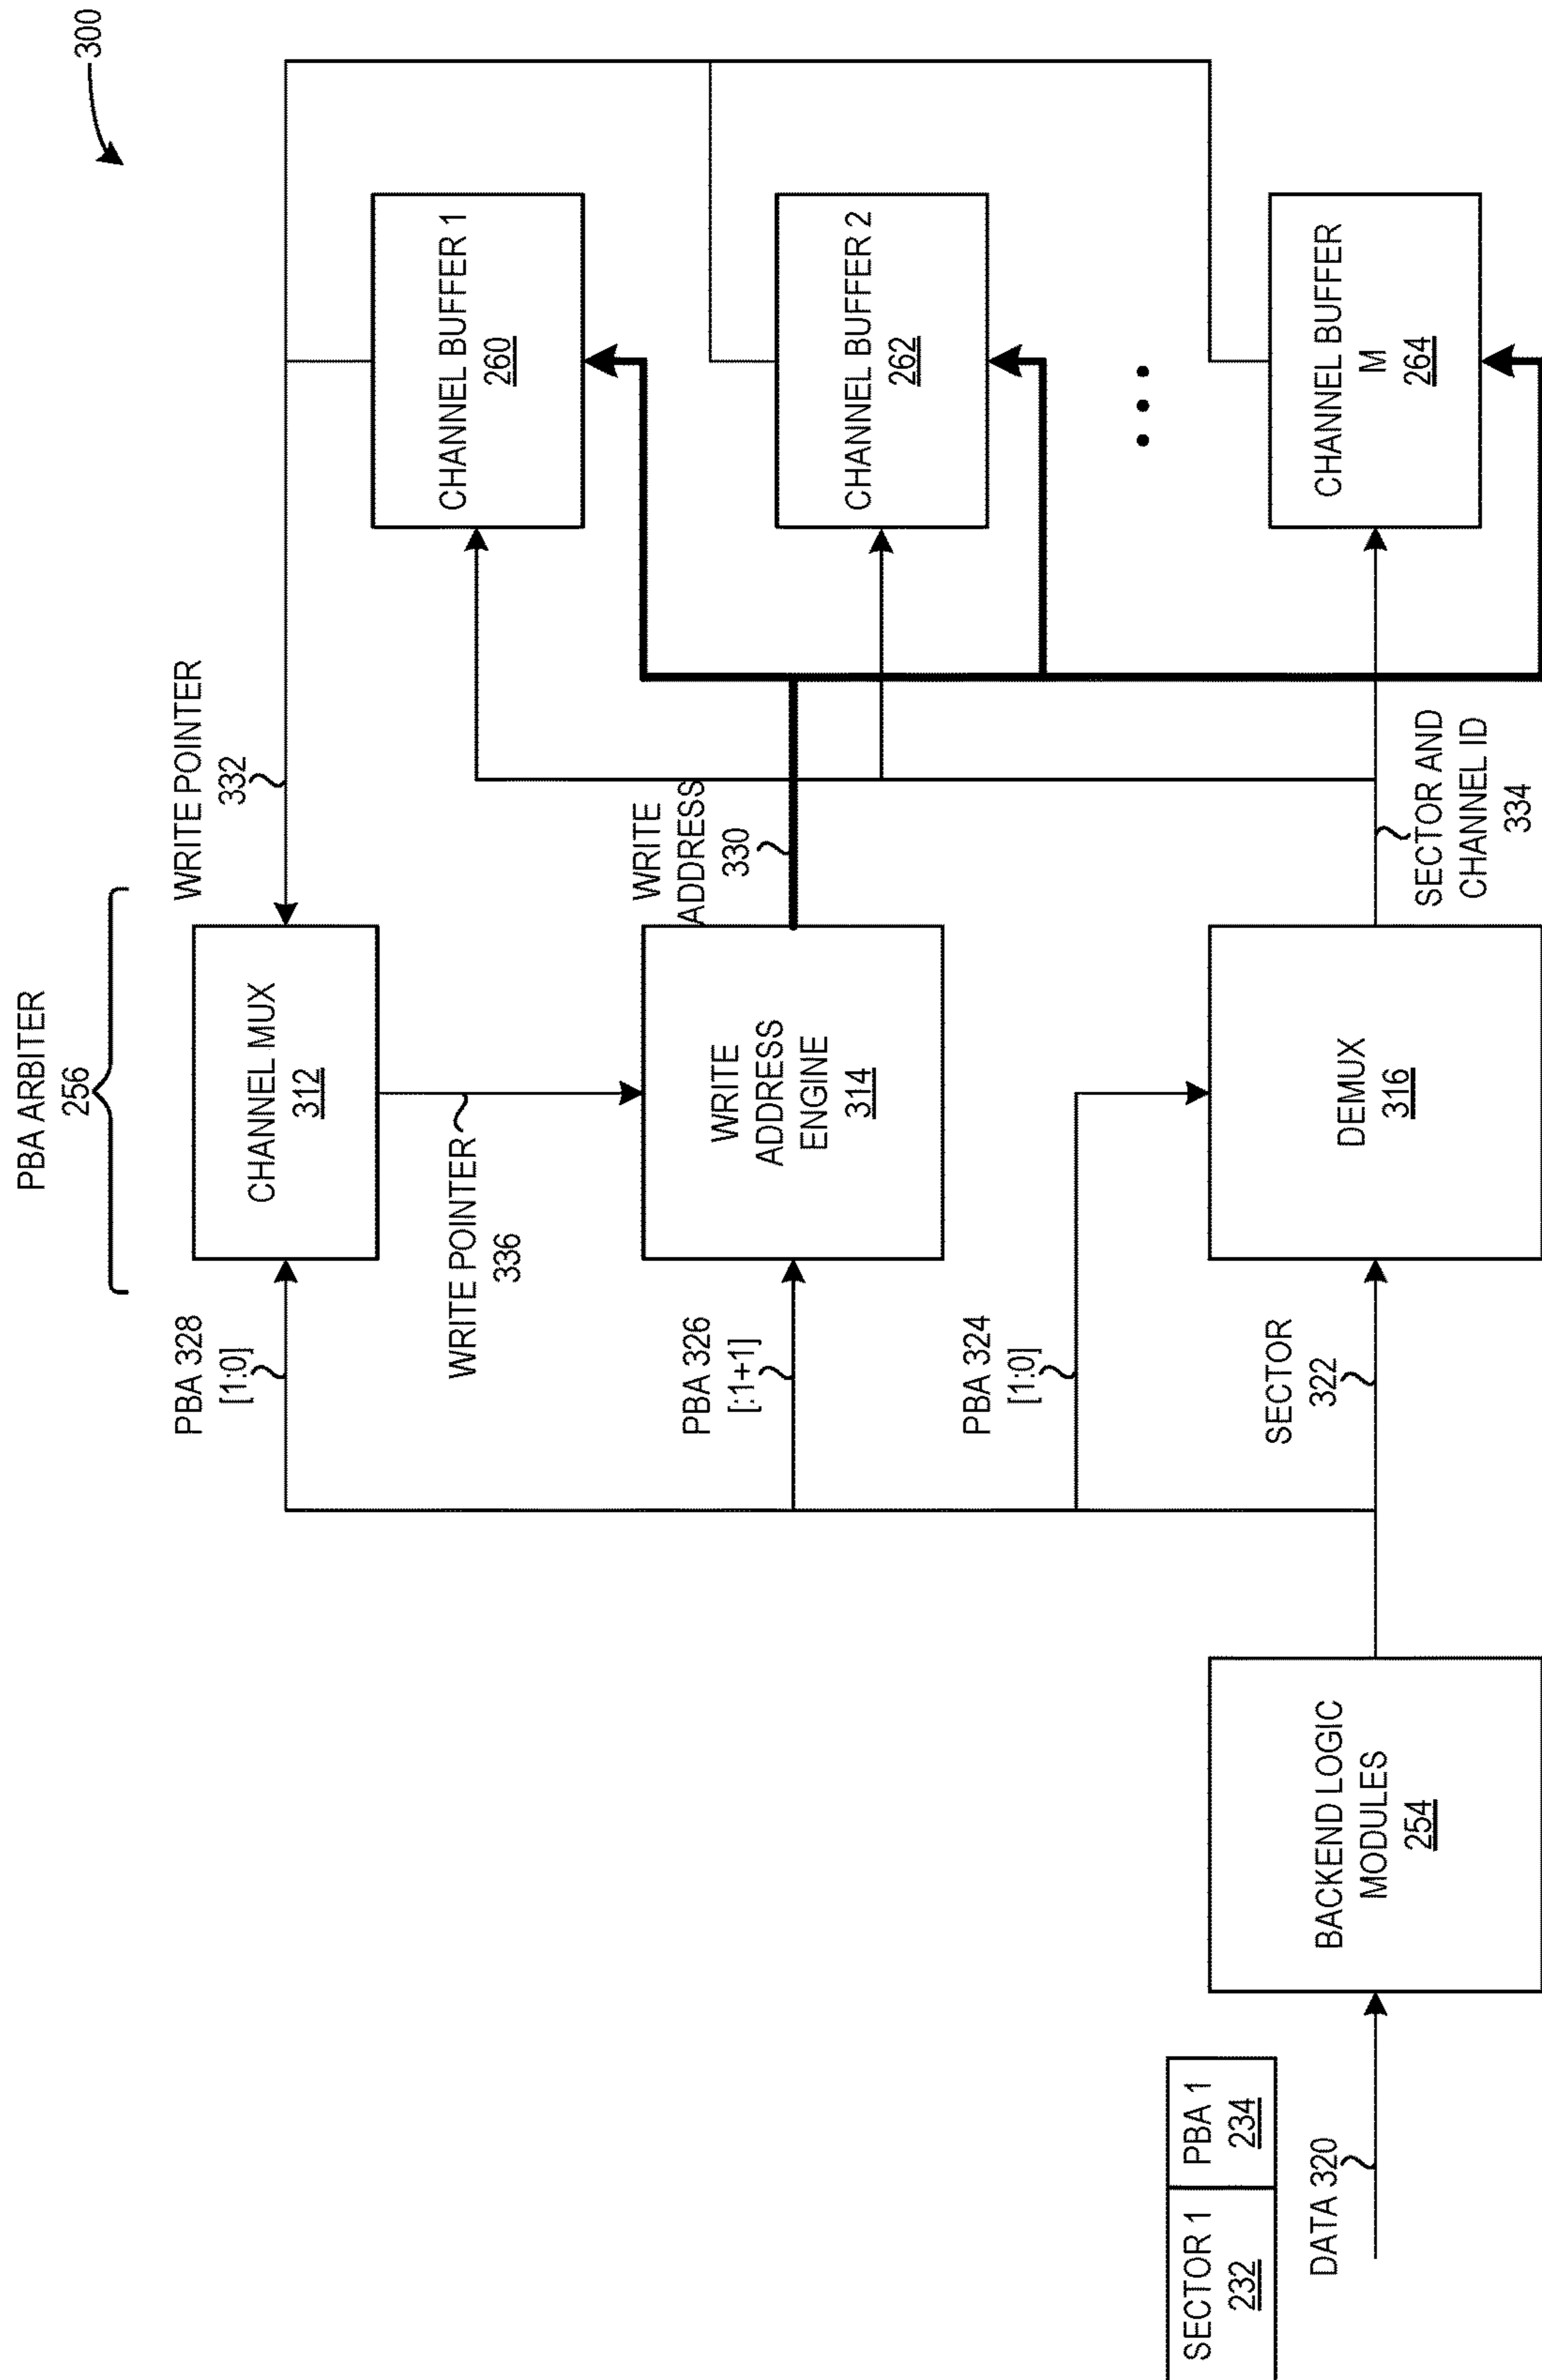 300
PBA ARBITER
256
PBA 328
[1:0]
CHANNEL MUX
312
WRITE POINTER
332
CHANNEL BUFFER 1
260
WRITE POINTER
336
PBA 326
[:1+1]
WRITE
ADDRESS
ENGINE
314
WRITE
ADDRESS
330
CHANNEL BUFFER 2
262
PBA 324
[1:0]
SECTOR 1
232
PBA 1
234
DATA 320
BACKEND LOGIC
MODULES
254
SECTOR
322
DEMUX
316
SECTOR AND
CHANNEL ID
334
CHANNEL BUFFER
M
264